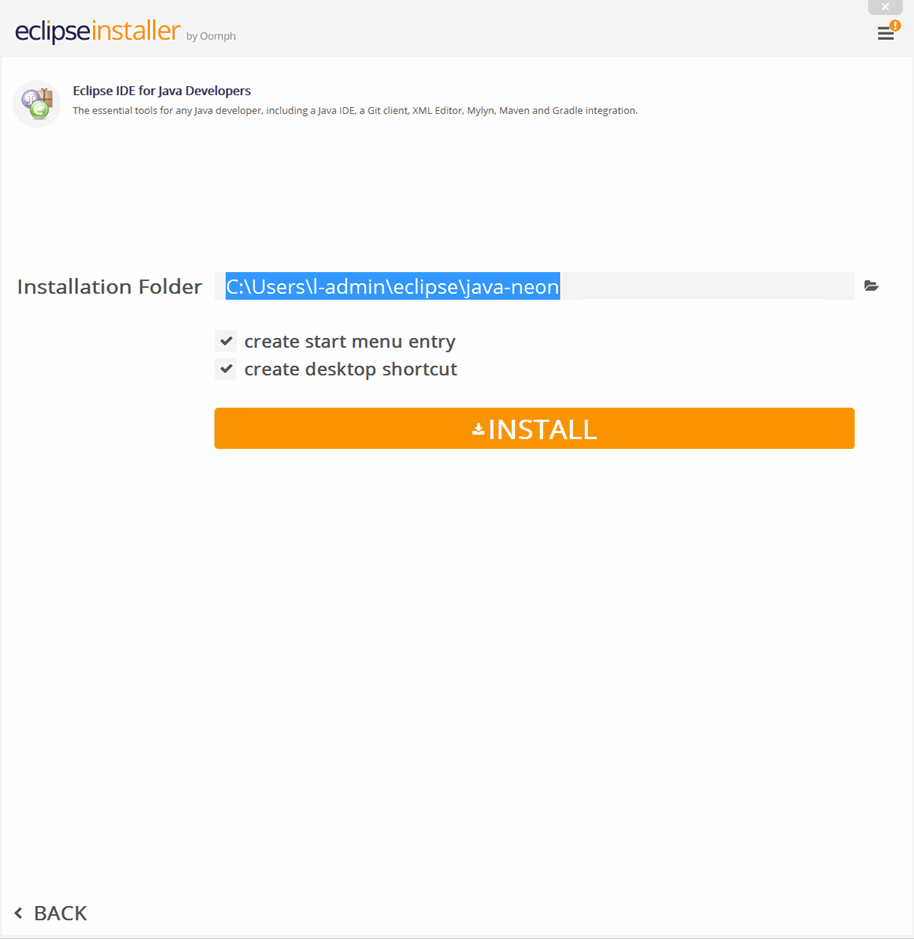 eclipseinstaller by Oomph
Eclipse IDE for Java Developers
The essential tools for any Java developer, including a Java IDE, a Git client, XML Editor, Mylyn, Maven and Gradle integration.
Installation Folder C:\Users\l-admin\eclipse\java-neon
create start menu entry
create desktop shortcut
INSTALL
BACK